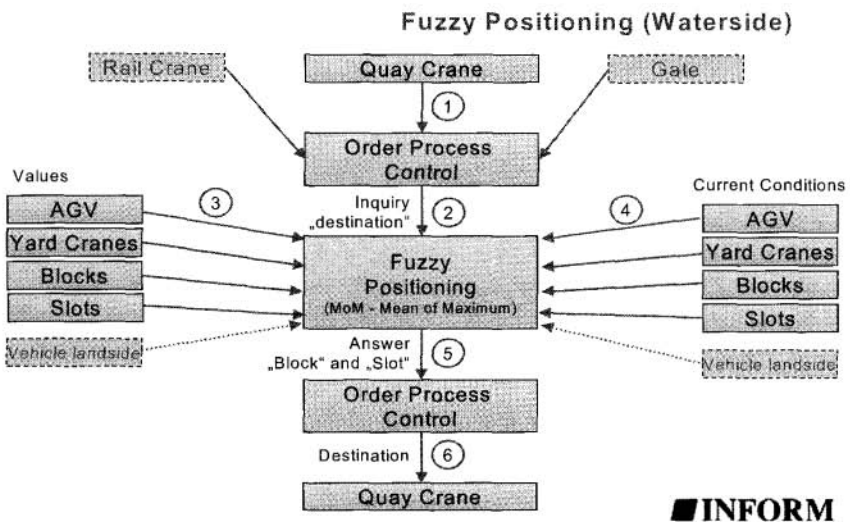 Fuzzy Positioning (Waterside)
Rail Crane
Quay Crane
Gate
1
Order Process
Control
Values
3
Inquiry
„destination“
2
4
Current Conditions
AGV
Yard Cranes
Blocks
Slots
Vehicle landside
Fuzzy
Positioning
(MoM - Mean of Maximum)
AGV
Yard Cranes
Blocks
Slots
Vehicle landside
Answer
„Block“ and „Slot“
5
Order Process
Control
Destination
6
Quay Crane
INFORM